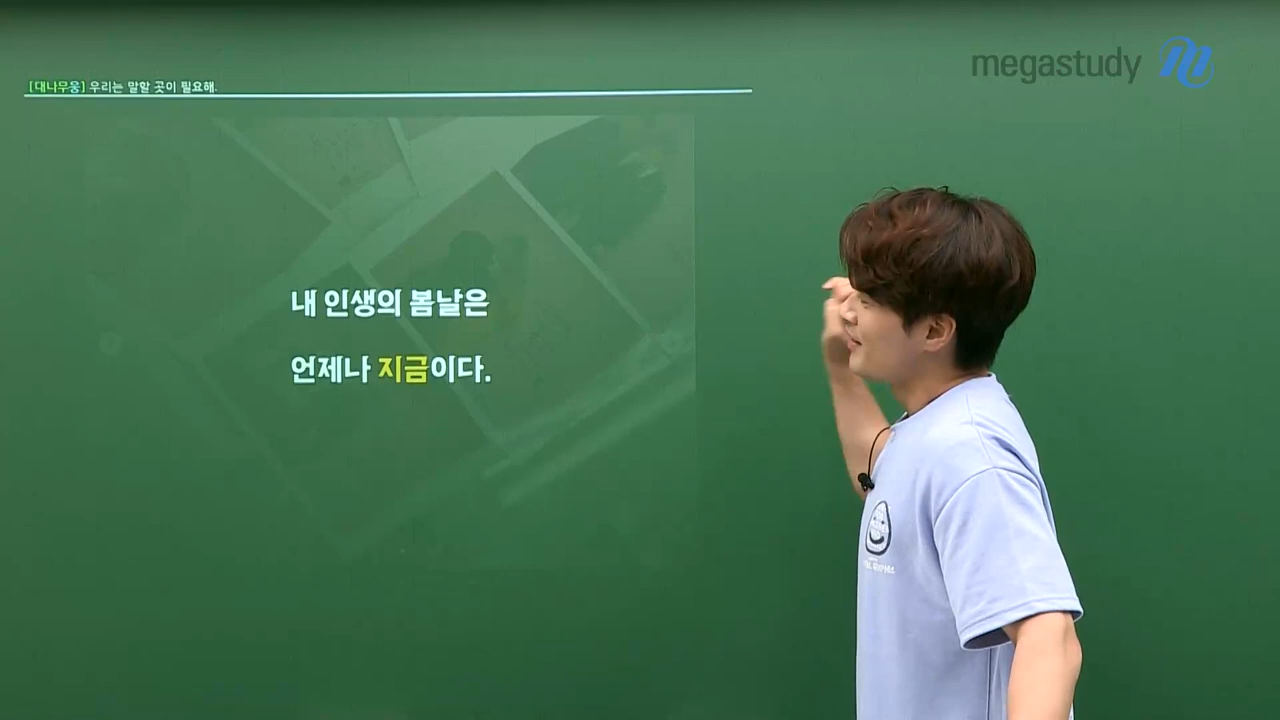 megastudy
[대나무웅] 우리는 말할 곳이 필요해.
내 인생의 봄날은
언제나 지금이다.